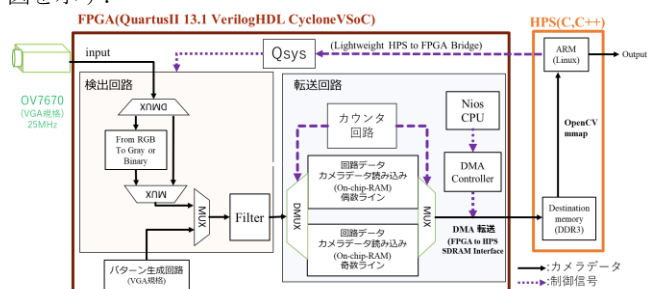 図を示す.
FPGA(QuartusII 13.1 VerilogHDL CycloneVSoC)
HPS(C,C++)
input
Qsys
(Lightweight HPS to FPGA Bridge)
ARM
(Linux)
Output
OV7670
(VGA規格)
25MHz
検出回路
転送回路
DMUX
カウンタ
回路
Nios
CPU
OpenCV
mmap
From RGB
To Gray or
Binary
MUX
MUX
Filter
DMUX
回路データ
カメラデータ読み込み
(On-chip-RAM)
偶数ライン
回路データ
カメラデータ読み込み
(On-chip-RAM)
奇数ライン
MUX
DMA
Controller
DMA 転送
(FPGA to HPS
SDRAM Interface
Destination
memory
(DDR3)
パターン生成回路
(VGA規格)
:カメラデータ
:制御信号